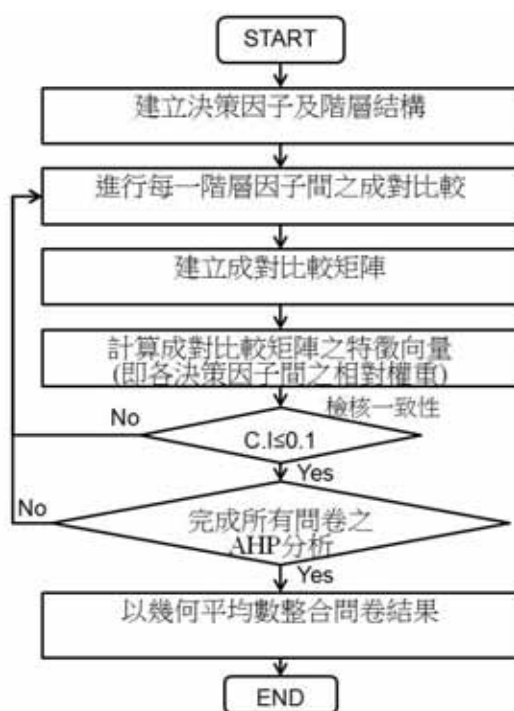 START
建立決策因子及階層結構
進行每一階層因子間之成對比較
建立成對比較矩陣
計算成對比較矩陣之特徵向量
(即各決策因子間之相對權重)
檢核一致性
No
C.I≤0.1
Yes
No
完成所有問卷之
AHP分析
Yes
以幾何平均數整合問卷結果
END